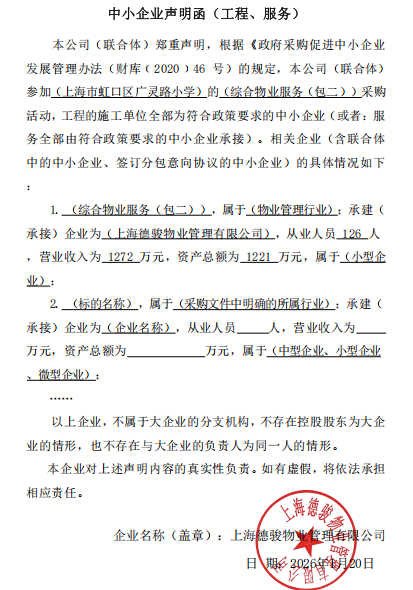 中小企业声明函（工程、服务）
本公司（联合体）郑重声明，根据《政府采购促进中小企业
发展管理办法（财库﹝2020﹞46 号）的规定，本公司（联合体）
参加（上海市虹口区广灵路小学）的（综合物业服务（包二））采购
活动，工程的施工单位全部为符合政策要求的中小企业（或者：服
务全部由符合政策要求的中小企业承接）。相关企业（含联合体
中的中小企业、签订分包意向协议的中小企业）的具体情况如下
：
1. （综合物业服务（包二）），属于（物业管理行业）；承建（
承接）企业为（上海德骏物业管理有限公司），从业人员 126 人
，营业收入为 1272 万元，资产总额为 1221 万元，属于（小型企
业）；
2. （标的名称），属于（采购文件中明确的所属行业）；承建（
承接）企业为（企业名称），从业人员____人，营业收入为____
万元，资产总额为__________万元，属于（中型企业、小型企业
、微型企业）；
……
以上企业，不属于大企业的分支机构，不存在控股股东为大企
业的情形，也不存在与大企业的负责人为同一人的情形。
本企业对上述声明内容的真实性负责。如有虚假，将依法承担
相应责任。
企业名称（盖章）：上海德骏物业管理有限公司
日 期：2026年1月20日
上海德骏物业管理有限公司